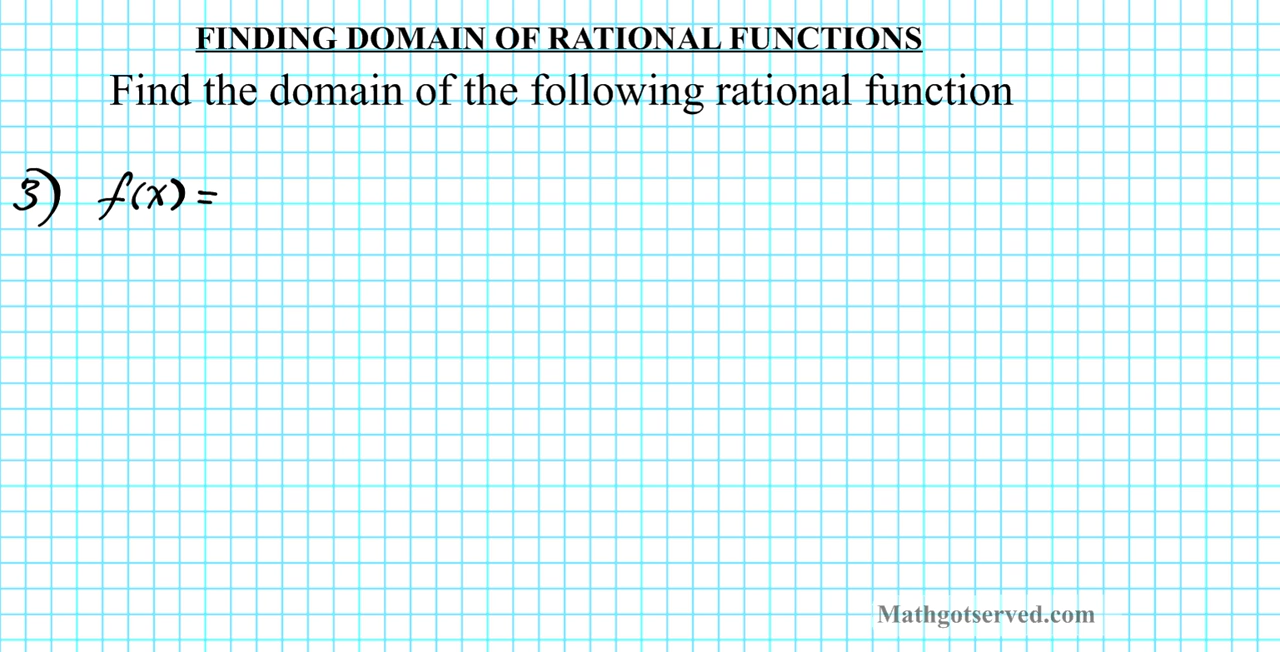 FINDING DOMAIN OF RATIONAL FUNCTIONS
Find the domain of the following rational function
3) f(x) =
Mathgotserved.com